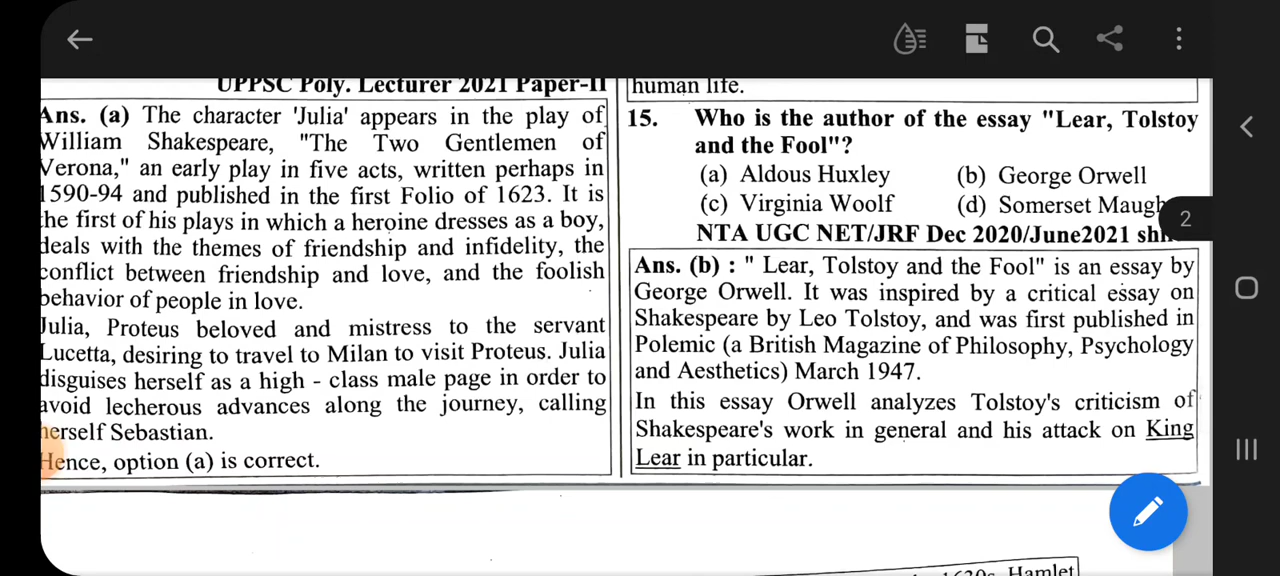 UPPSC Poly. Lecturer 2021 Paper-II
Ans. (a) The character 'Julia' appears in the play of
William Shakespeare, "The Two Gentlemen of
Verona," an early play in five acts, written perhaps in
1590-94 and published in the first Folio of 1623. It is
the first of his plays in which a heroine dresses as a boy,
deals with the themes of friendship and infidelity, the
conflict between friendship and love, and the foolish
behavior of people in love.
Julia, Proteus beloved and mistress to the servant
Lucetta, desiring to travel to Milan to visit Proteus. Julia
disguises herself as a high - class male page in order to
avoid lecherous advances along the journey, calling
herself Sebastian.
Hence, option (a) is correct.
human life.
15. Who is the author of the essay "Lear, Tolstoy
and the Fool"?
(a) Aldous Huxley (b) George Orwell
(c) Virginia Woolf (d) Somerset Maugh
NTA UGC NET/JRF Dec 2020/June2021 shi
Ans. (b) : " Lear, Tolstoy and the Fool" is an essay by
George Orwell. It was inspired by a critical essay on
Shakespeare by Leo Tolstoy, and was first published in
Polemic (a British Magazine of Philosophy, Psychology
and Aesthetics) March 1947.
In this essay Orwell analyzes Tolstoy's criticism of
Shakespeare's work in general and his attack on King
Lear in particular.
2
Hamlet